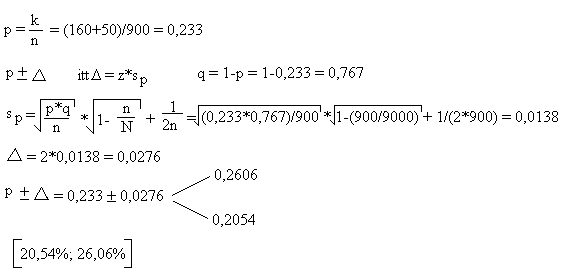 p = k/n = (160+50)/900 = 0,233
p ± △   itt △ = z*s_p   q = 1-p = 1-0,233 = 0,767
s_p = √(p*q/n) * √(1- n/N) + 1/2n = √((0,233*0,767)/900) * √(1-(900/9000)) + 1/(2*900) = 0,0138
△ = 2*0,0138 = 0,0276
0,2606
p ± △ = 0,233 ± 0,0276
0,2054
[20,54%; 26,06%]